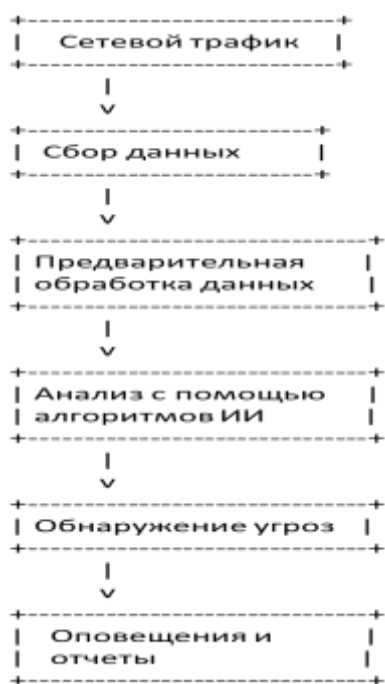 Сетевой трафик
Сбор данных
Предварительная
обработка данных
Анализ с помощью
алгоритмов ИИ
Обнаружение угроз
Оповещения и
отчеты